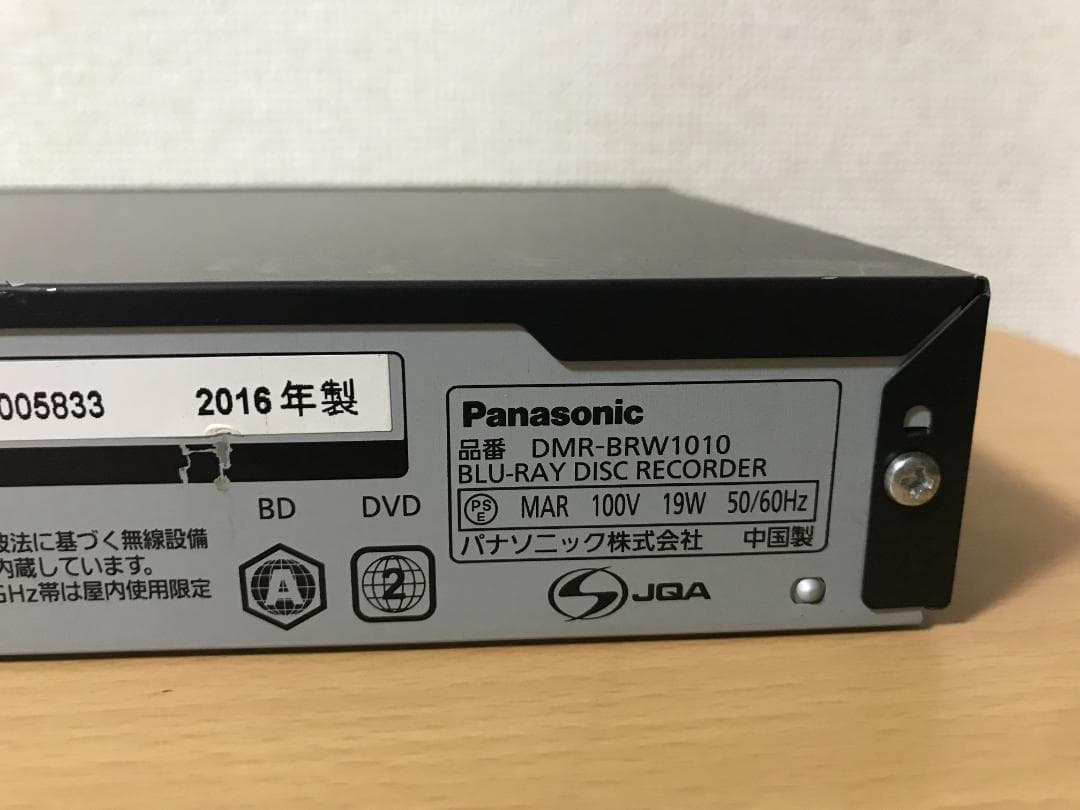 005833 2016年製
Panasonic
品番 DMR-BRW1010
BLU-RAY DISC RECORDER
PSE MAR 100V 19W 50/60Hz
パナソニック株式会社 中国製
BD DVD
波法に基づく無線設備
内蔵しています。
GHz帯は屋内使用限定
A 2
JQA